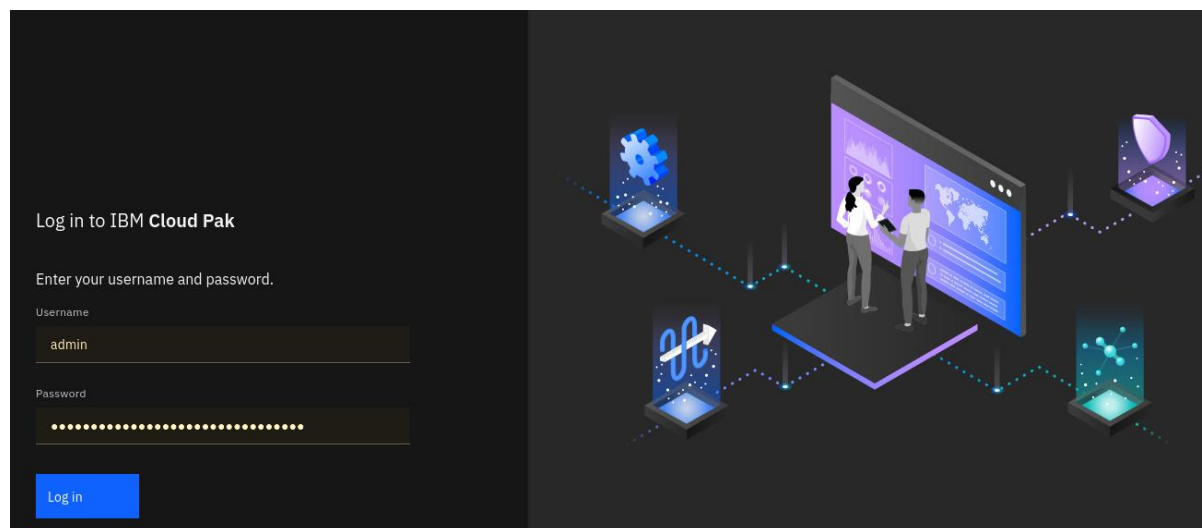 Log in to IBM Cloud Pak
Enter your username and password.
Username
admin
Password
••••••••••••••••••••••••••••••••
Log in